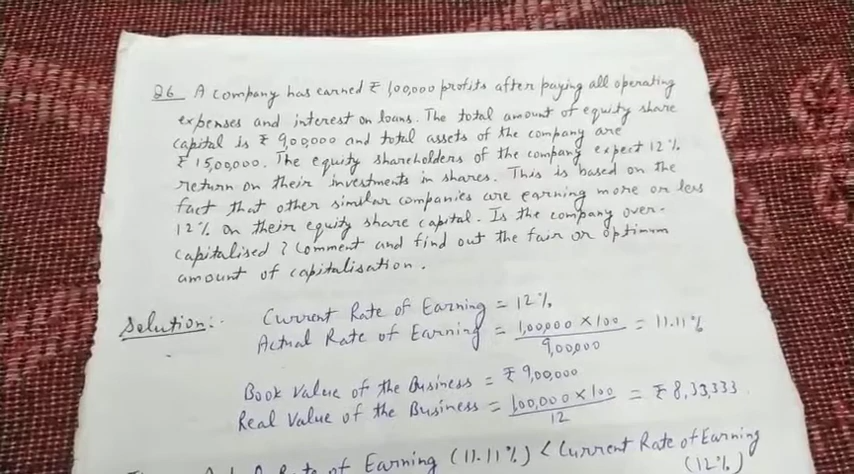 Q6 A company has earned ₹ 1,00,000 profits after paying all operating
expenses and interest on loans. The total amount of equity share
capital is ₹ 9,00,000 and total assets of the company are
₹ 15,00,000. The equity shareholders of the company expect 12%
return on their investments in shares. This is based on the
fact that other similar companies are earning more or less
12% on their equity share capital. Is the company over-
capitalised? Comment and find out the fair or optimum
amount of capitalisation.
Solution:- Current Rate of Earning = 12%
Actual Rate of Earning = 1,00,000 × 100 / 9,00,000 = 11.11%
Book Value of the Business = ₹ 9,00,000
Real Value of the Business = 1,00,000 × 100 / 12 = ₹ 8,33,333
Rate of Earning (11.11%) < Current Rate of Earning
(12%)